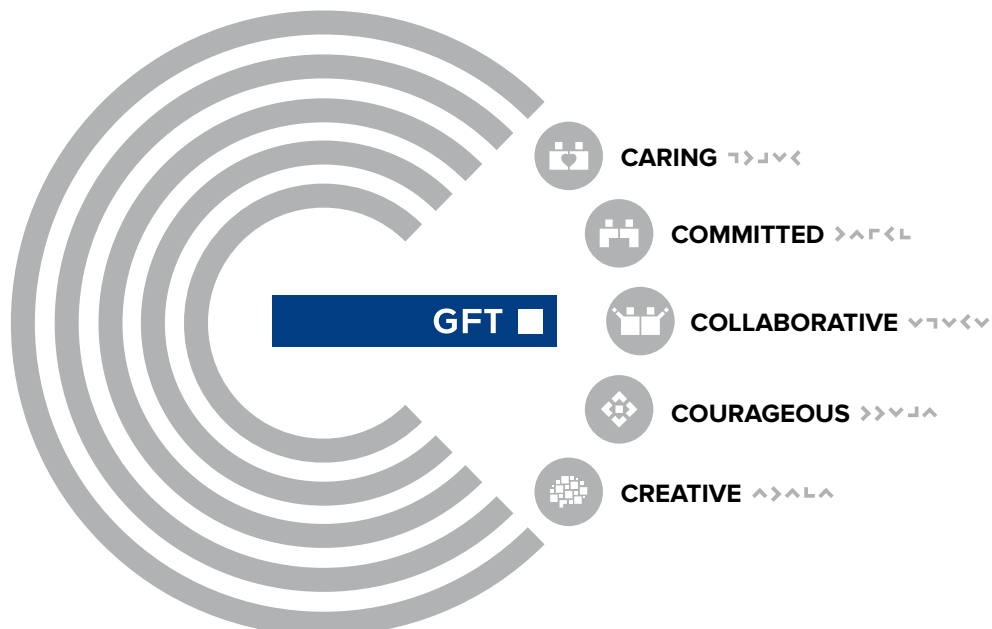 CARING
COMMITTED
GFT
COLLABORATIVE
COURAGEOUS
CREATIVE